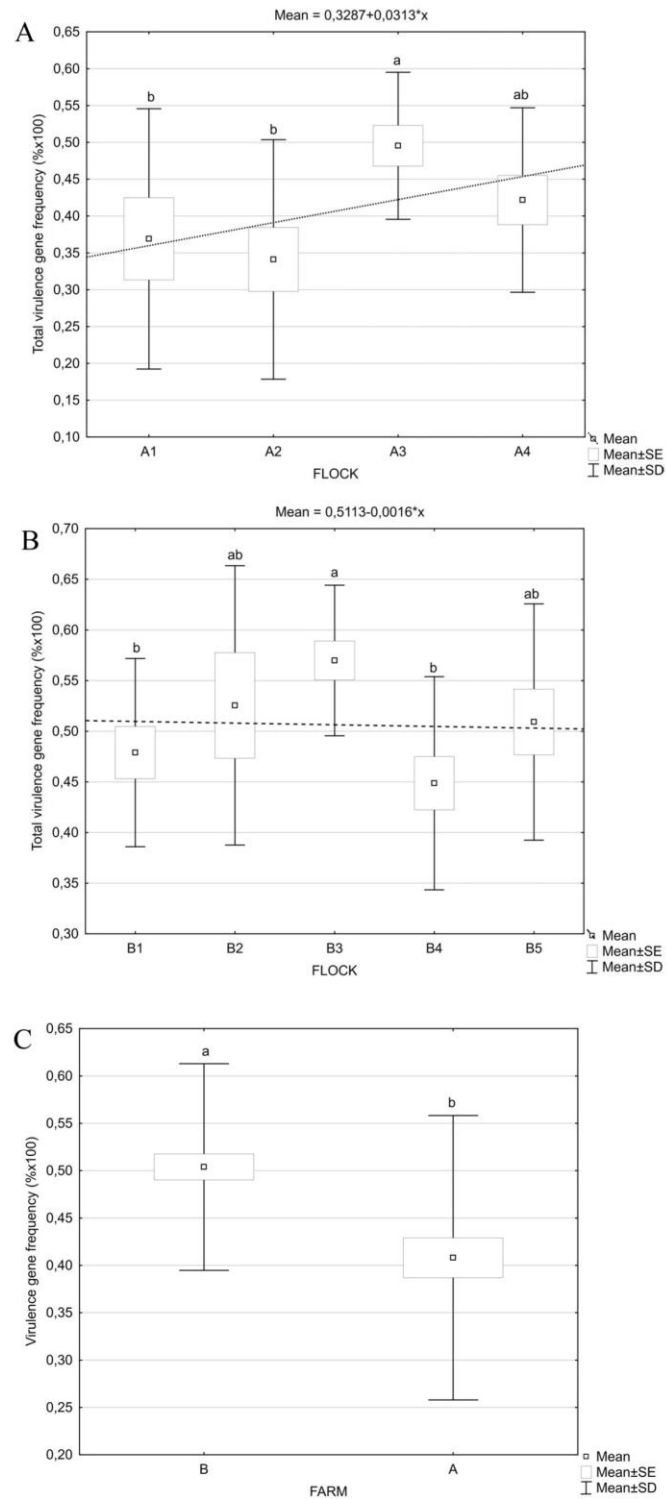 A
Mean = 0,3287+0,0313*x
Total virulence gene frequency (%x100)
0,65
0,60
0,55
0,50
0,45
0,40
0,35
0,30
0,25
0,20
0,15
0,10
b
b
a
ab
A1 A2 A3 A4
FLOCK
Mean
Mean±SE
Mean±SD
B
Mean = 0,5113-0,0016*x
Total virulence gene frequency (%x100)
0,70
0,65
0,60
0,55
0,50
0,45
0,40
0,35
0,30
b
ab
a
b
ab
B1 B2 B3 B4 B5
FLOCK
Mean
Mean±SE
Mean±SD
C
Virulence gene frequency (%x100)
0,65
0,60
0,55
0,50
0,45
0,40
0,35
0,30
0,25
0,20
a
b
B A
FARM
Mean
Mean±SE
Mean±SD